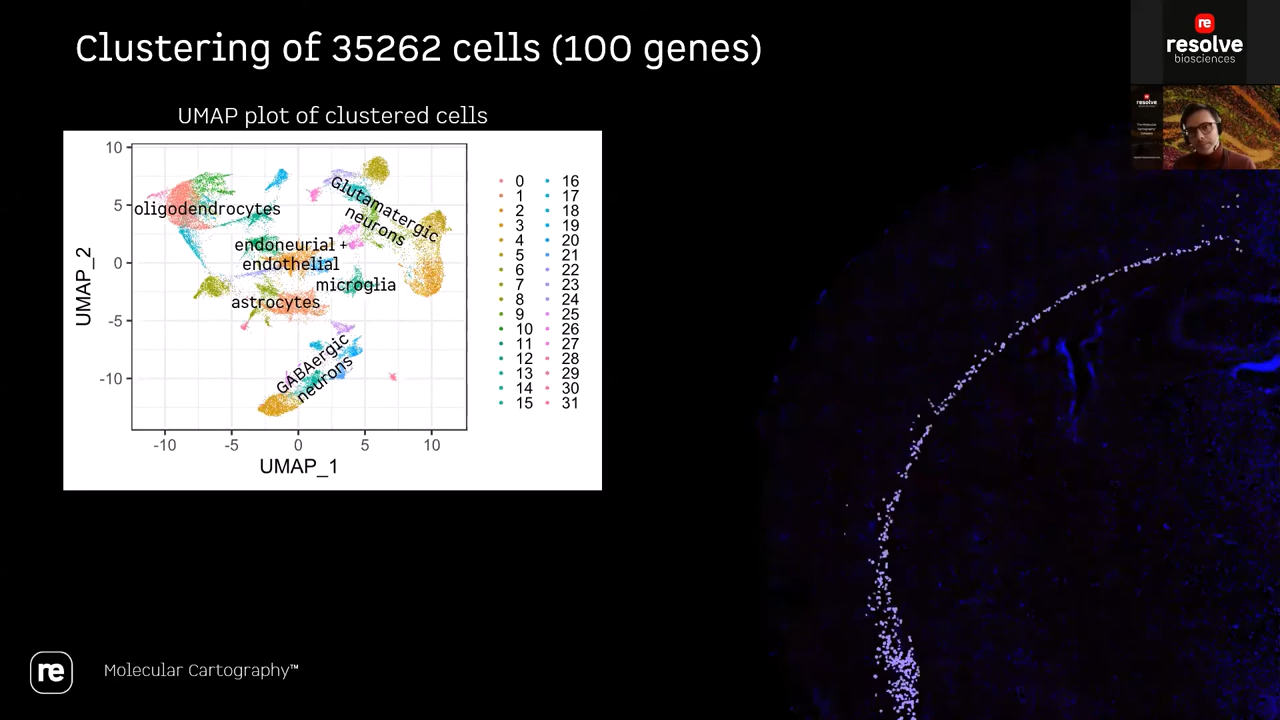 Clustering of 35262 cells (100 genes)
re
resolve
biosciences
resolve
UMAP plot of clustered cells
10
5
0
-5
-10
UMAP_2
oligodendrocytes
Glutamatergic
neurons
endoneurial +
endothelial
microglia
astrocytes
GABAergic
neurons
-10 -5 0 5 10
UMAP_1
0 16
1 17
2 18
3 19
4 20
5 21
6 22
7 23
8 24
9 25
10 26
11 27
12 28
13 29
14 30
15 31
re
Molecular Cartography™